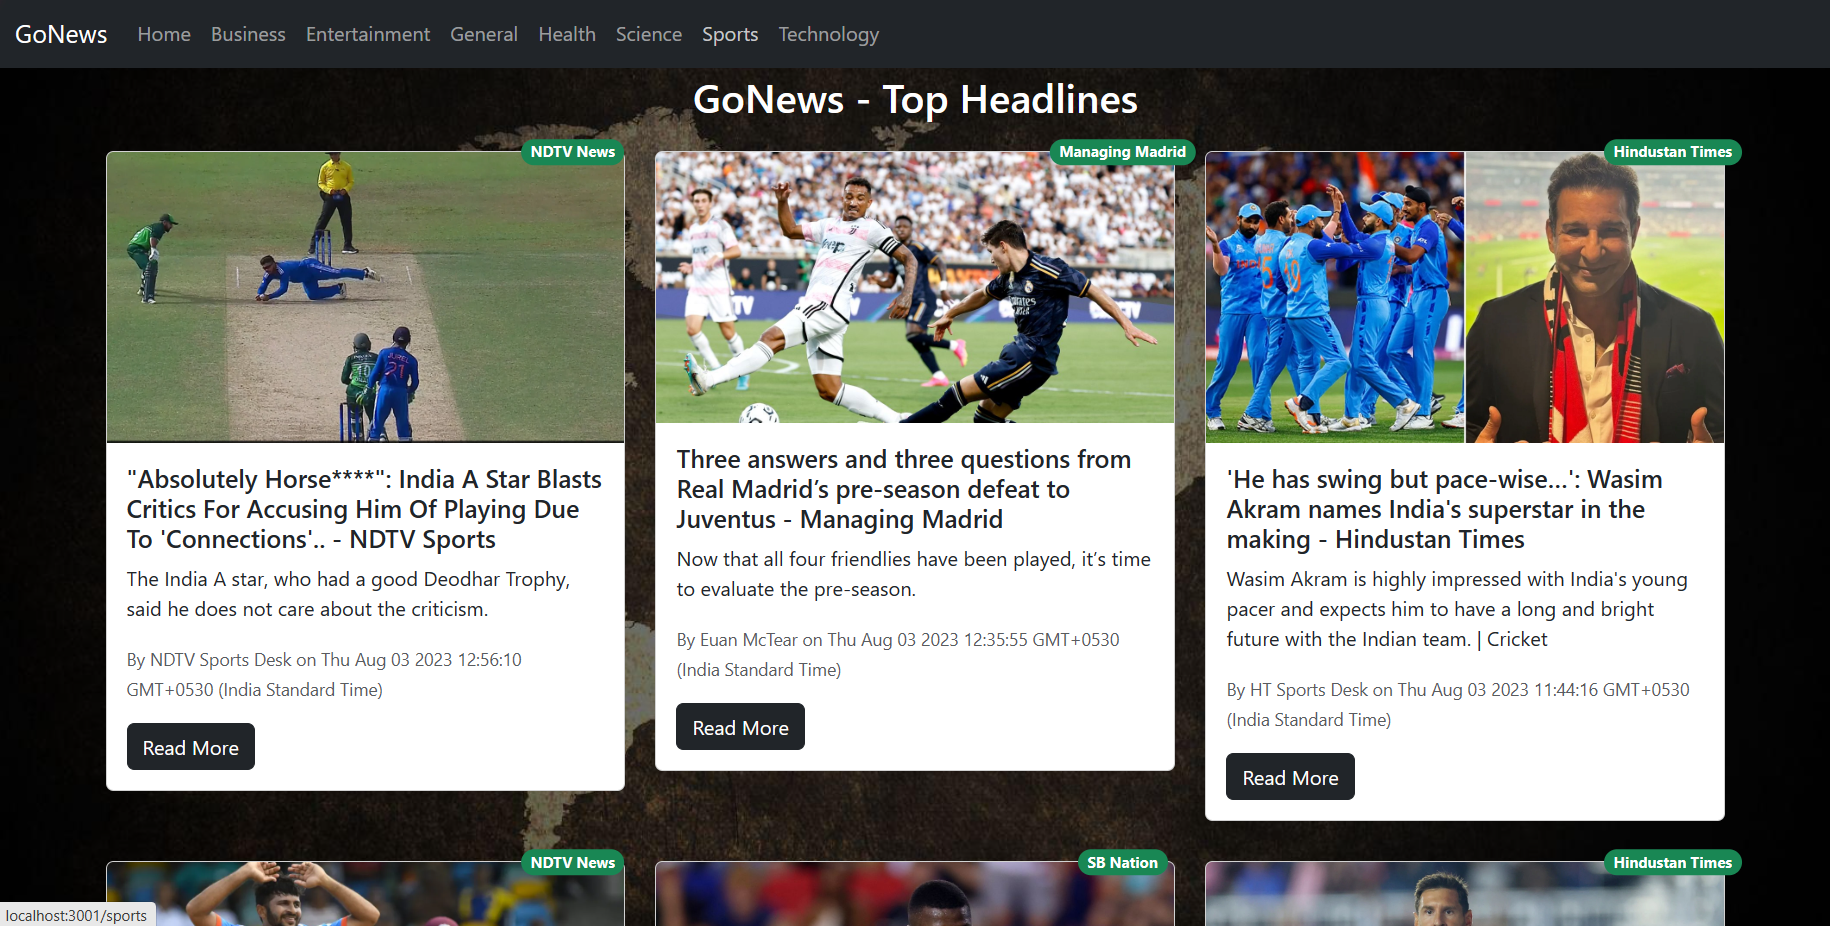 GoNews Home Business Entertainment General Health Science Sports Technology
GoNews - Top Headlines
NDTV News
"Absolutely Horse****": India A Star Blasts
Critics For Accusing Him Of Playing Due
To 'Connections'.. - NDTV Sports
The India A star, who had a good Deodhar Trophy,
said he does not care about the criticism.
By NDTV Sports Desk on Thu Aug 03 2023 12:56:10
GMT+0530 (India Standard Time)
Read More
Managing Madrid
Three answers and three questions from
Real Madrid’s pre-season defeat to
Juventus - Managing Madrid
Now that all four friendlies have been played, it’s time
to evaluate the pre-season.
By Euan McTear on Thu Aug 03 2023 12:35:55 GMT+0530
(India Standard Time)
Read More
Hindustan Times
'He has swing but pace-wise...': Wasim
Akram names India's superstar in the
making - Hindustan Times
Wasim Akram is highly impressed with India's young
pacer and expects him to have a long and bright
future with the Indian team. | Cricket
By HT Sports Desk on Thu Aug 03 2023 11:44:16 GMT+0530
(India Standard Time)
Read More
NDTV News
SB Nation
Hindustan Times
localhost:3001/sports
JUREL
21